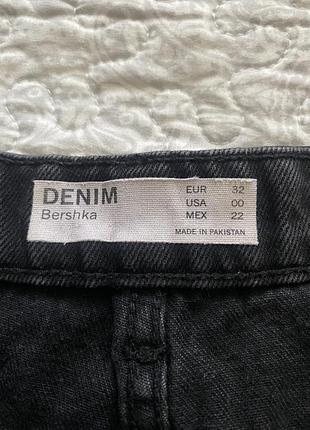 DENIM
Bershka
EUR 32
USA 00
MEX 22
MADE IN PAKISTAN